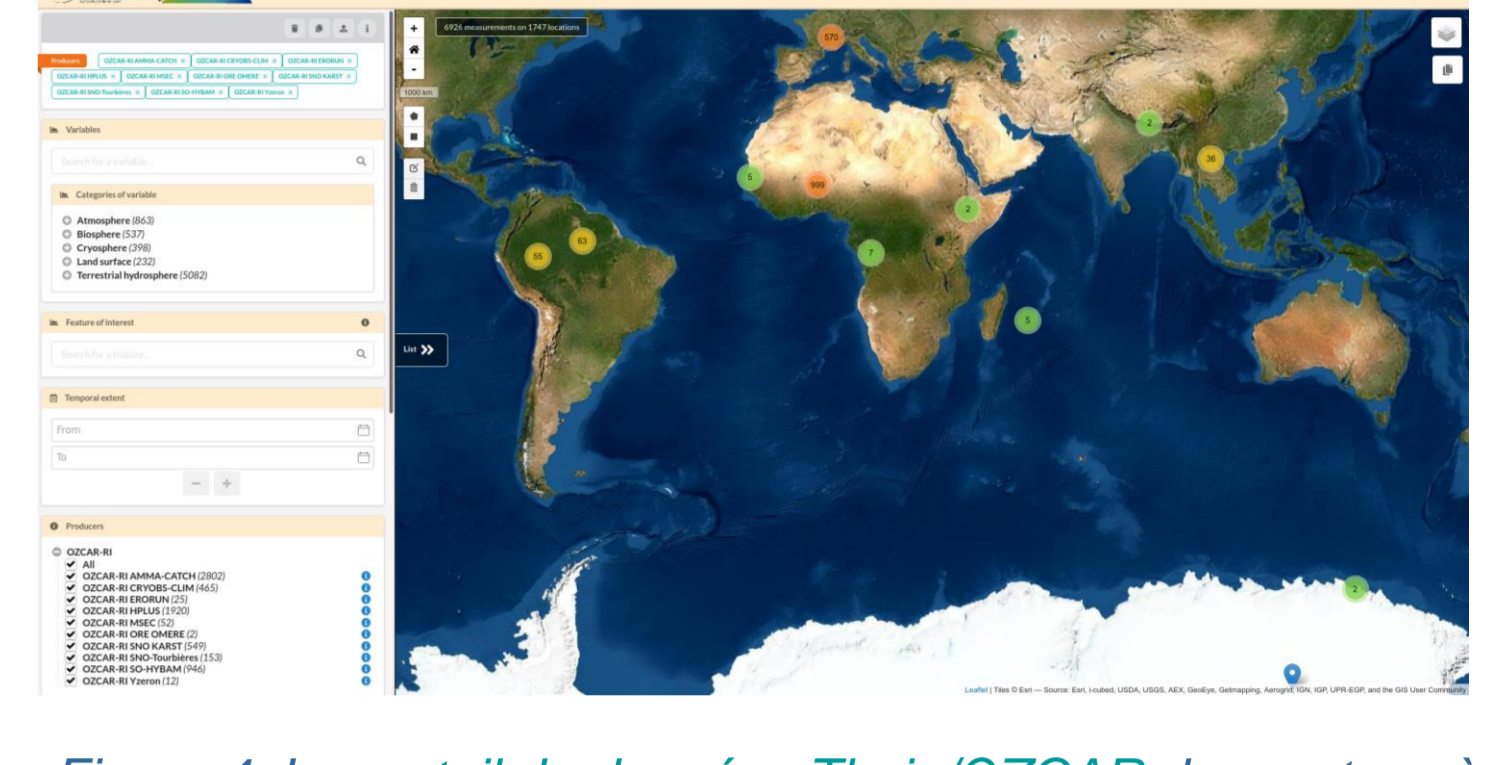 6926 measurements on 1747 locations
Producers OZCAR-RI AMMA-CATCH × OZCAR-RI CRYOBS-CLIM × OZCAR-RI ERORUN ×
OZCAR-RI HPLUS × OZCAR-RI MSEC × OZCAR-RI ORE OMERE × OZCAR-RI SNO KARST ×
OZCAR-RI SNO-Tourbières × OZCAR-RI SO-HYBAM × OZCAR-RI Yzeron ×
Variables
Search for a variable...
Categories of variable
Atmosphere (863)
Biosphere (537)
Cryosphere (398)
Land surface (232)
Terrestrial hydrosphere (5082)
Feature of interest
Search for a feature...
Temporal extent
From
To
Producers
OZCAR-RI
All
OZCAR-RI AMMA-CATCH (2802)
OZCAR-RI CRYOBS-CLIM (465)
OZCAR-RI ERORUN (25)
OZCAR-RI HPLUS (1920)
OZCAR-RI MSEC (52)
OZCAR-RI ORE OMERE (2)
OZCAR-RI SNO KARST (549)
OZCAR-RI SNO-Tourbières (153)
OZCAR-RI SO-HYBAM (946)
OZCAR-RI Yzeron (12)
+
-
1000 km
List
570
2
36
5
999
2
63
55
7
5
2
Leaflet | Tiles © Esri — Source: Esri, i-cubed, USDA, USGS, AEX, GeoEye, Getmapping, Aerogrid, IGN, IGP, UPR-EGP, and the GIS User Community